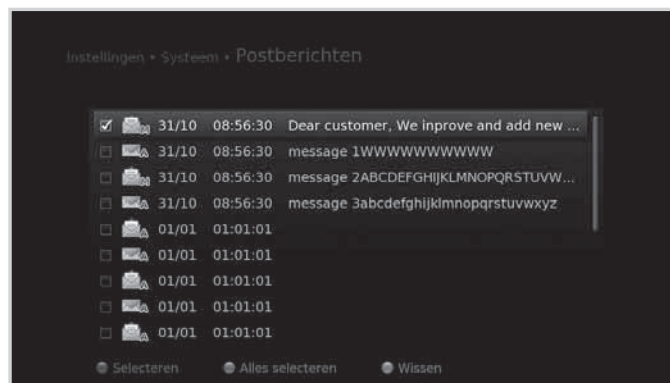 Instellingen • Systeem • Postberichten
31/10 08:56:30 Dear customer, We inprove and add new ...
31/10 08:56:30 message 1WWWWWWWWWW
31/10 08:56:30 message 2ABCDEFGHIJKLMNOPQRSTUVW...
31/10 08:56:30 message 3abcdefghijklmnopqrstuvwxyz
01/01 01:01:01
01/01 01:01:01
01/01 01:01:01
01/01 01:01:01
01/01 01:01:01
Selecteren Alles selecteren Wissen